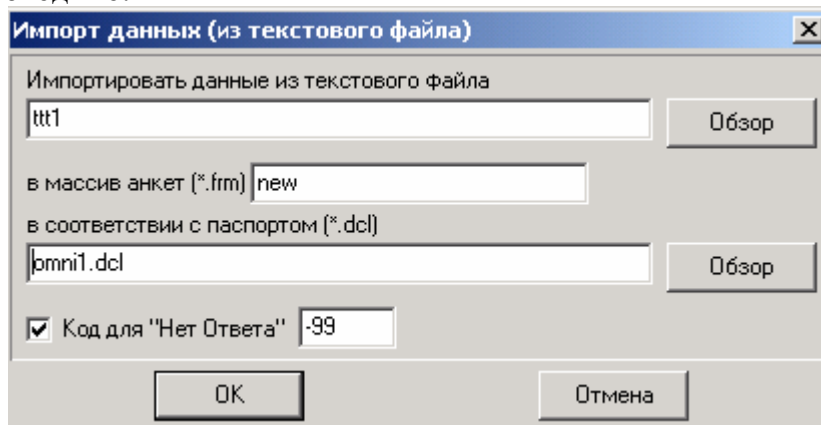 Импорт данных (из текстового файла)
Импортировать данные из текстового файла
ttt1
Обзор
в массив анкет (*.frm) new
в соответствии с паспортом (*.dcl)
omni1.dcl
Обзор
Код для "Нет Ответа" -99
OK
Отмена